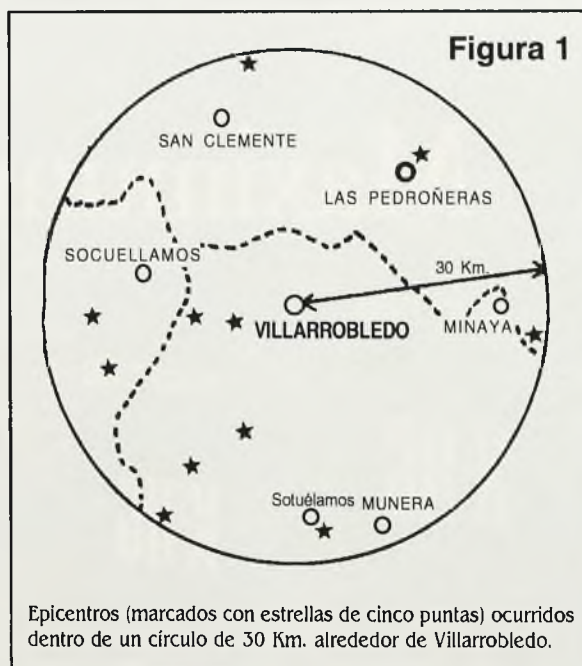 Figura 1
SAN CLEMENTE
LAS PEDROÑERAS
SOCUELLAMOS
30 Km.
VILLARROBLEDO
MINAYA
Sotuélamos
MUNERA
Epicentros (marcados con estrellas de cinco puntas) ocurridos
dentro de un círculo de 30 Km. alrededor de Villarrobledo.